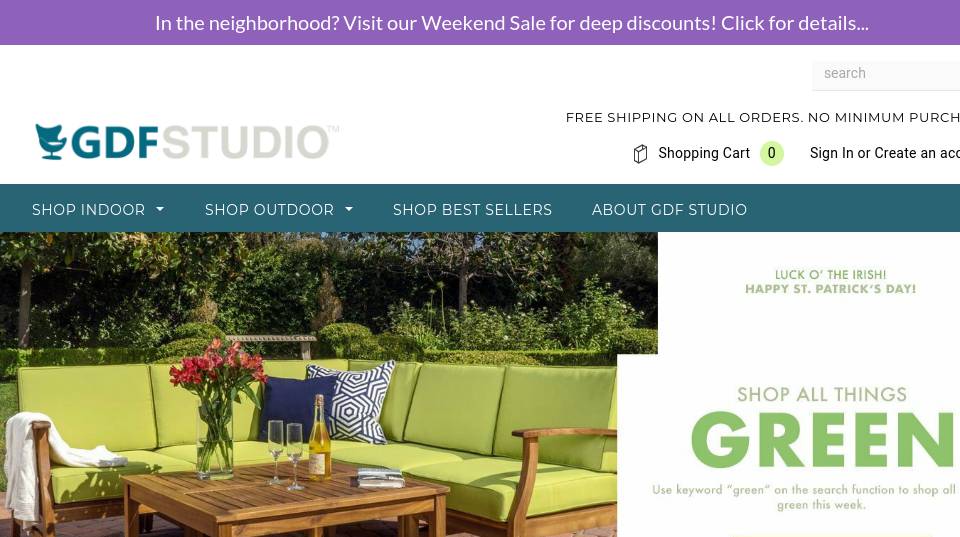 In the neighborhood? Visit our Weekend Sale for deep discounts! Click for details...
search
FREE SHIPPING ON ALL ORDERS. NO MINIMUM PURCH
GDFSTUDIO™
Shopping Cart 0 Sign In or Create an acc
SHOP INDOOR SHOP OUTDOOR SHOP BEST SELLERS ABOUT GDF STUDIO
LUCK O' THE IRISH!
HAPPY ST. PATRICK'S DAY!
SHOP ALL THINGS
GREEN
Use keyword "green" on the search function to shop all
green this week.